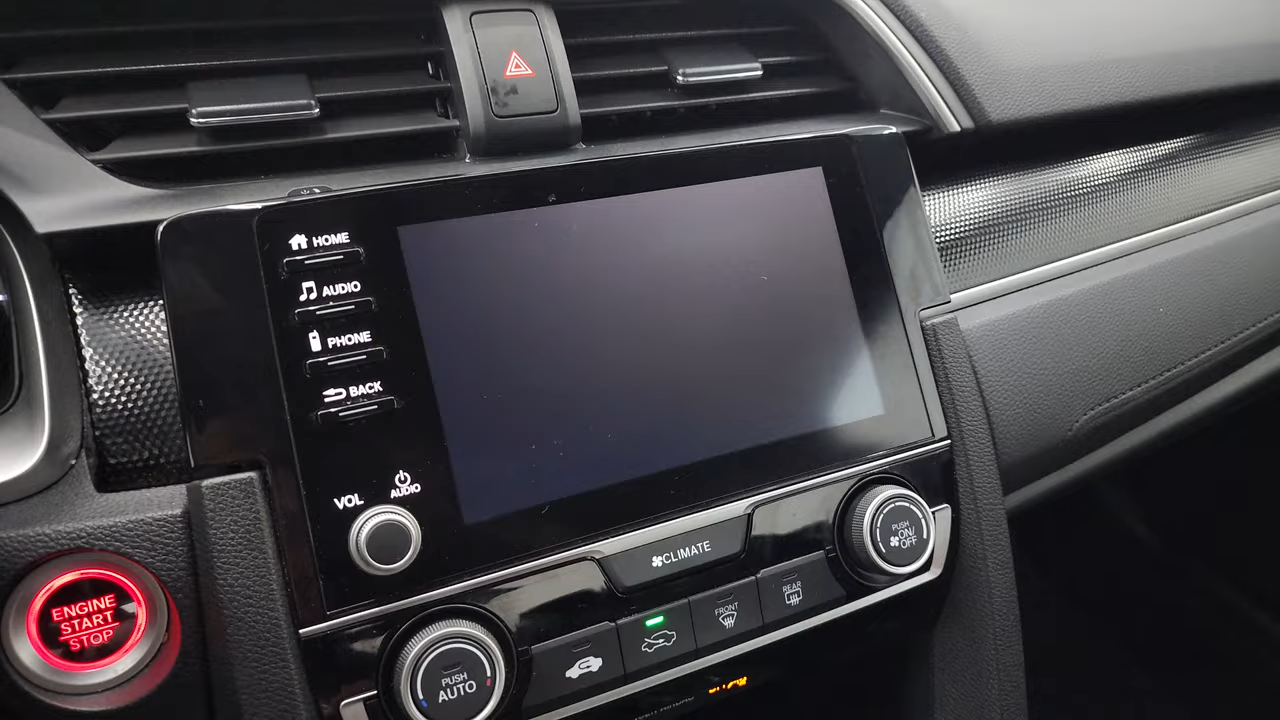 HOME
AUDIO
PHONE
BACK
VOL
AUDIO
ENGINE
START
STOP
CLIMATE
PUSH
ON/
OFF
FRONT
REAR
PUSH
AUTO